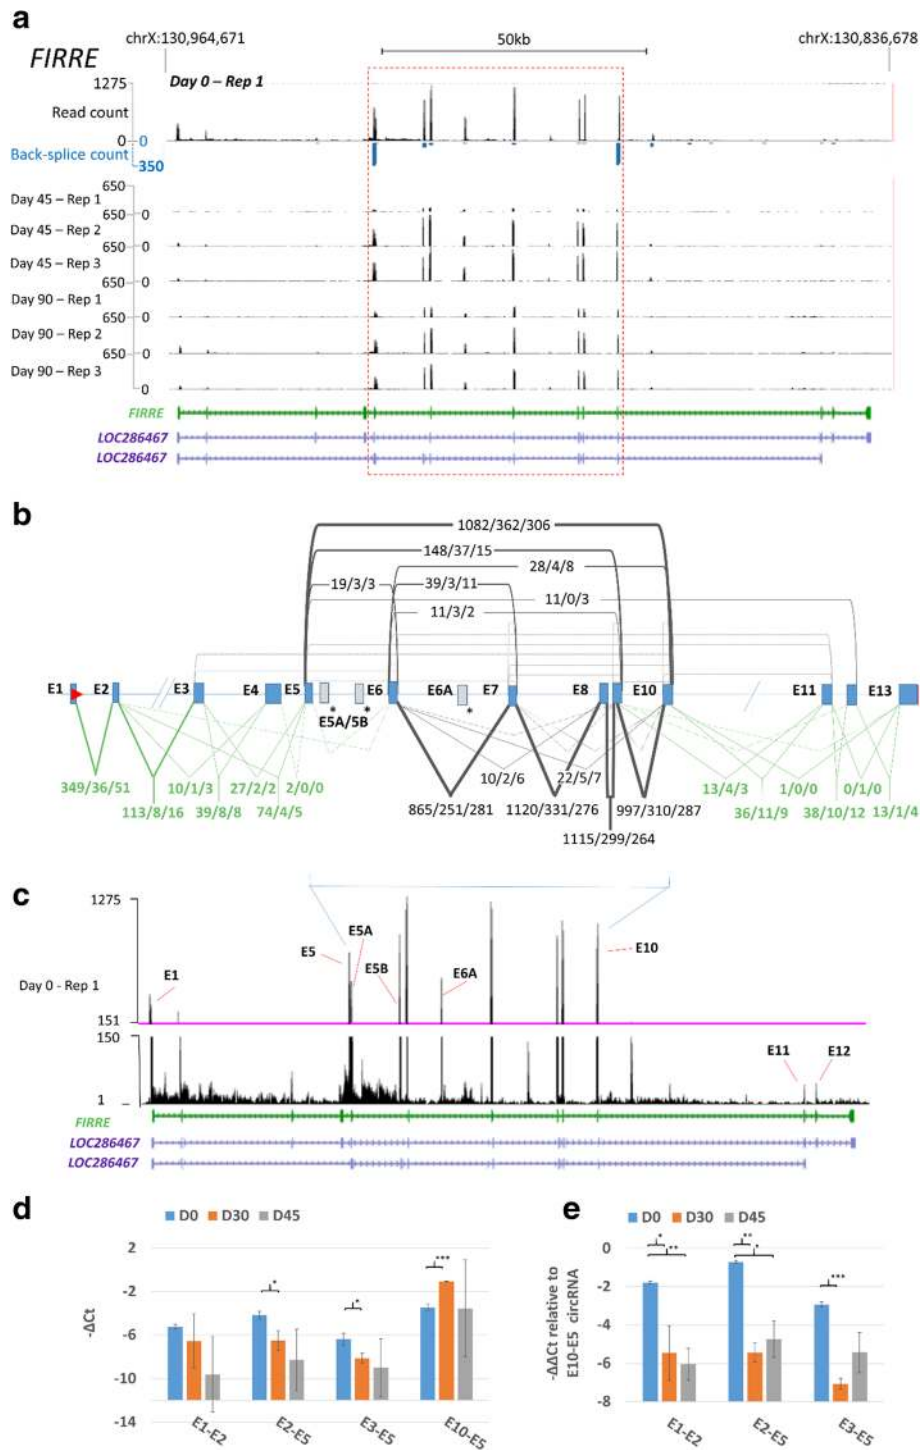 a
chrX:130,964,671
50kb
chrX:130,836,678
FIRRE
1275
Day 0 – Rep 1
Read count
0
0
Back-splice count
350
650
Day 45 – Rep 1
650
0
Day 45 – Rep 2
650
0
Day 45 – Rep 3
650
0
Day 90 – Rep 1
650
0
Day 90 – Rep 2
650
0
Day 90 – Rep 3
0
FIRRE
LOC286467
LOC286467
b
1082/362/306
148/37/15
28/4/8
19/3/3
39/3/11
11/0/3
11/3/2
E1
E2
E3
E4
E5
E6
E6A
E7
E8
E10
E11
E13
*
*
*
E5A/5B
349/36/51
10/1/3
27/2/2
2/0/0
10/2/6
22/5/7
13/4/3
1/0/0
0/1/0
113/8/16
39/8/8
74/4/5
865/251/281
1120/331/276
997/310/287
36/11/9
38/10/12
13/1/4
1115/299/264
c
1275
E5A
E5
E10
E5B
E6A
E1
Day 0 - Rep 1
151
150
E11
E12
1
FIRRE
LOC286467
LOC286467
d
D0
D30
D45
2
-2
-6
-10
-14
-ΔCt
*
*
***
E1-E2
E2-E5
E3-E5
E10-E5
e
D0
D30
D45
0
-2
-4
-6
-8
-ΔΔCt relative to
E10-E5 circRNA
*
**
**
*
***
E1-E2
E2-E5
E3-E5